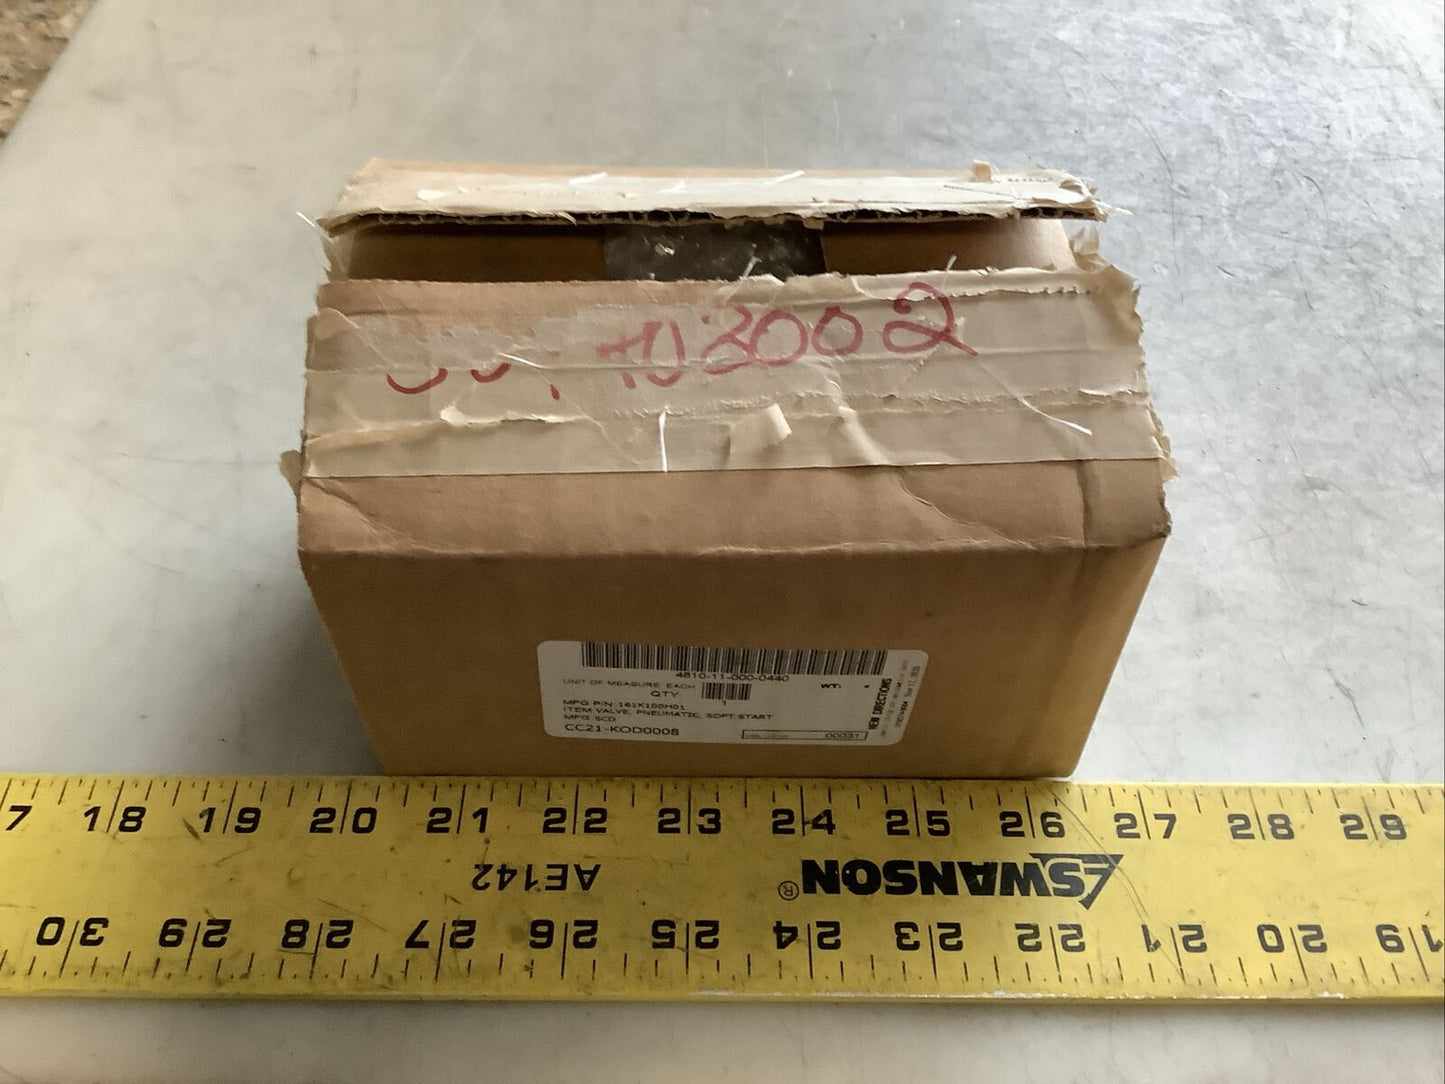 4810-11-000-0440
UNIT OF MEASURE EACH
WT:
QTY
1
MFG P/N 161K100H01
ITEM VALVE, PNEUMATIC, SOFT START
MFG SCD
CC21-KOD0008
00031
NEW DIRECTIONS
7 18 19 20 21 22 23 24 25 26 27 28 29
AE142
SWANSON®
30 29 28 27 26 25 24 23 22 21 20 19